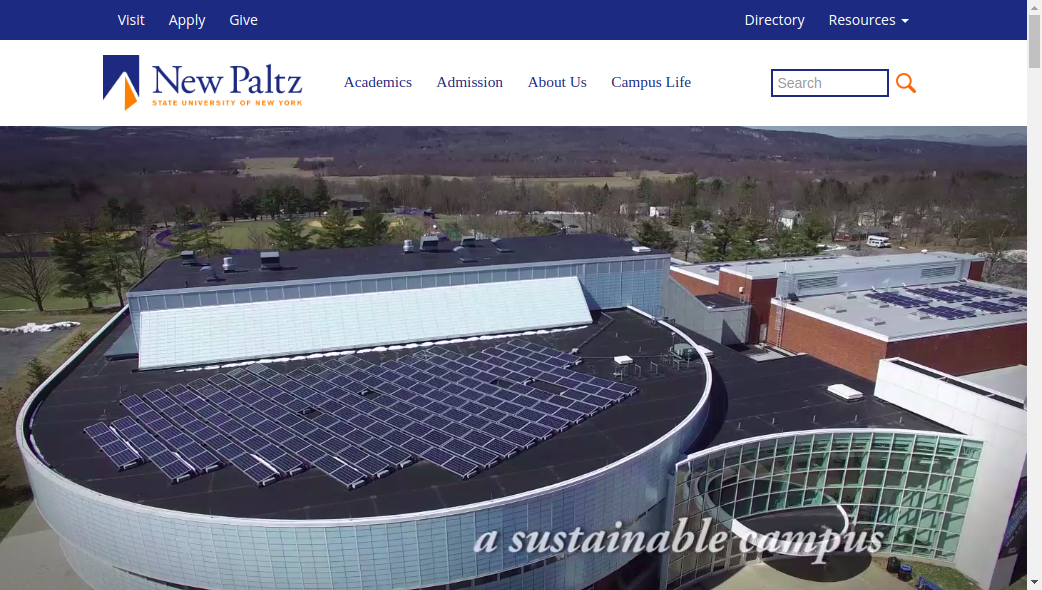 Visit Apply Give Directory Resources
New Paltz
STATE UNIVERSITY OF NEW YORK
Academics Admission About Us Campus Life
Search
a sustainable campus